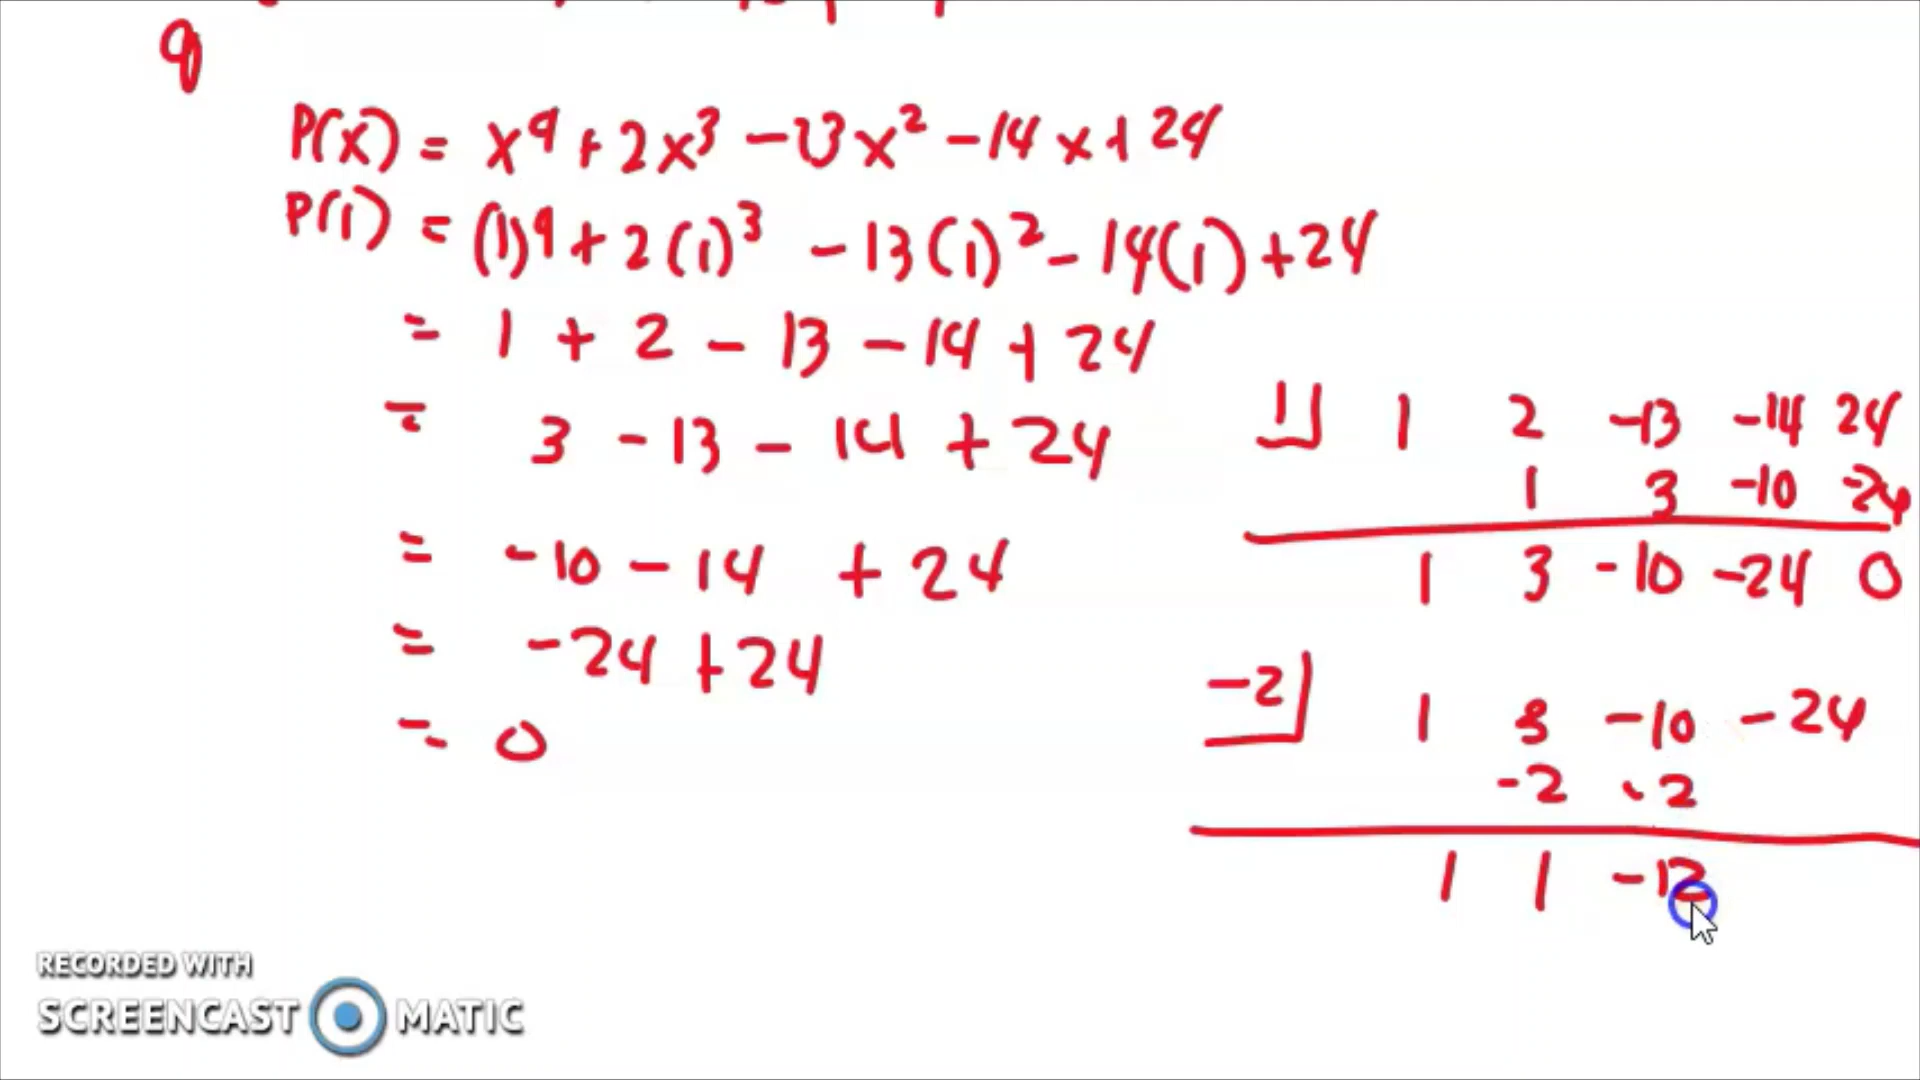 q
P(x) = x⁴ + 2x³ - 13x² - 14x + 24
P(1) = (1)⁴ + 2(1)³ - 13(1)² - 14(1) + 24
= 1 + 2 - 13 - 14 + 24
= 3 - 13 - 14 + 24
= -10 - 14 + 24
= -24 + 24
= 0
1 1 2 -13 -14 24
1 3 -10 -24
1 3 -10 -24 0
-2 1 3 -10 -24
-2 -2
1 1 -12
RECORDED WITH
SCREENCAST MATIC